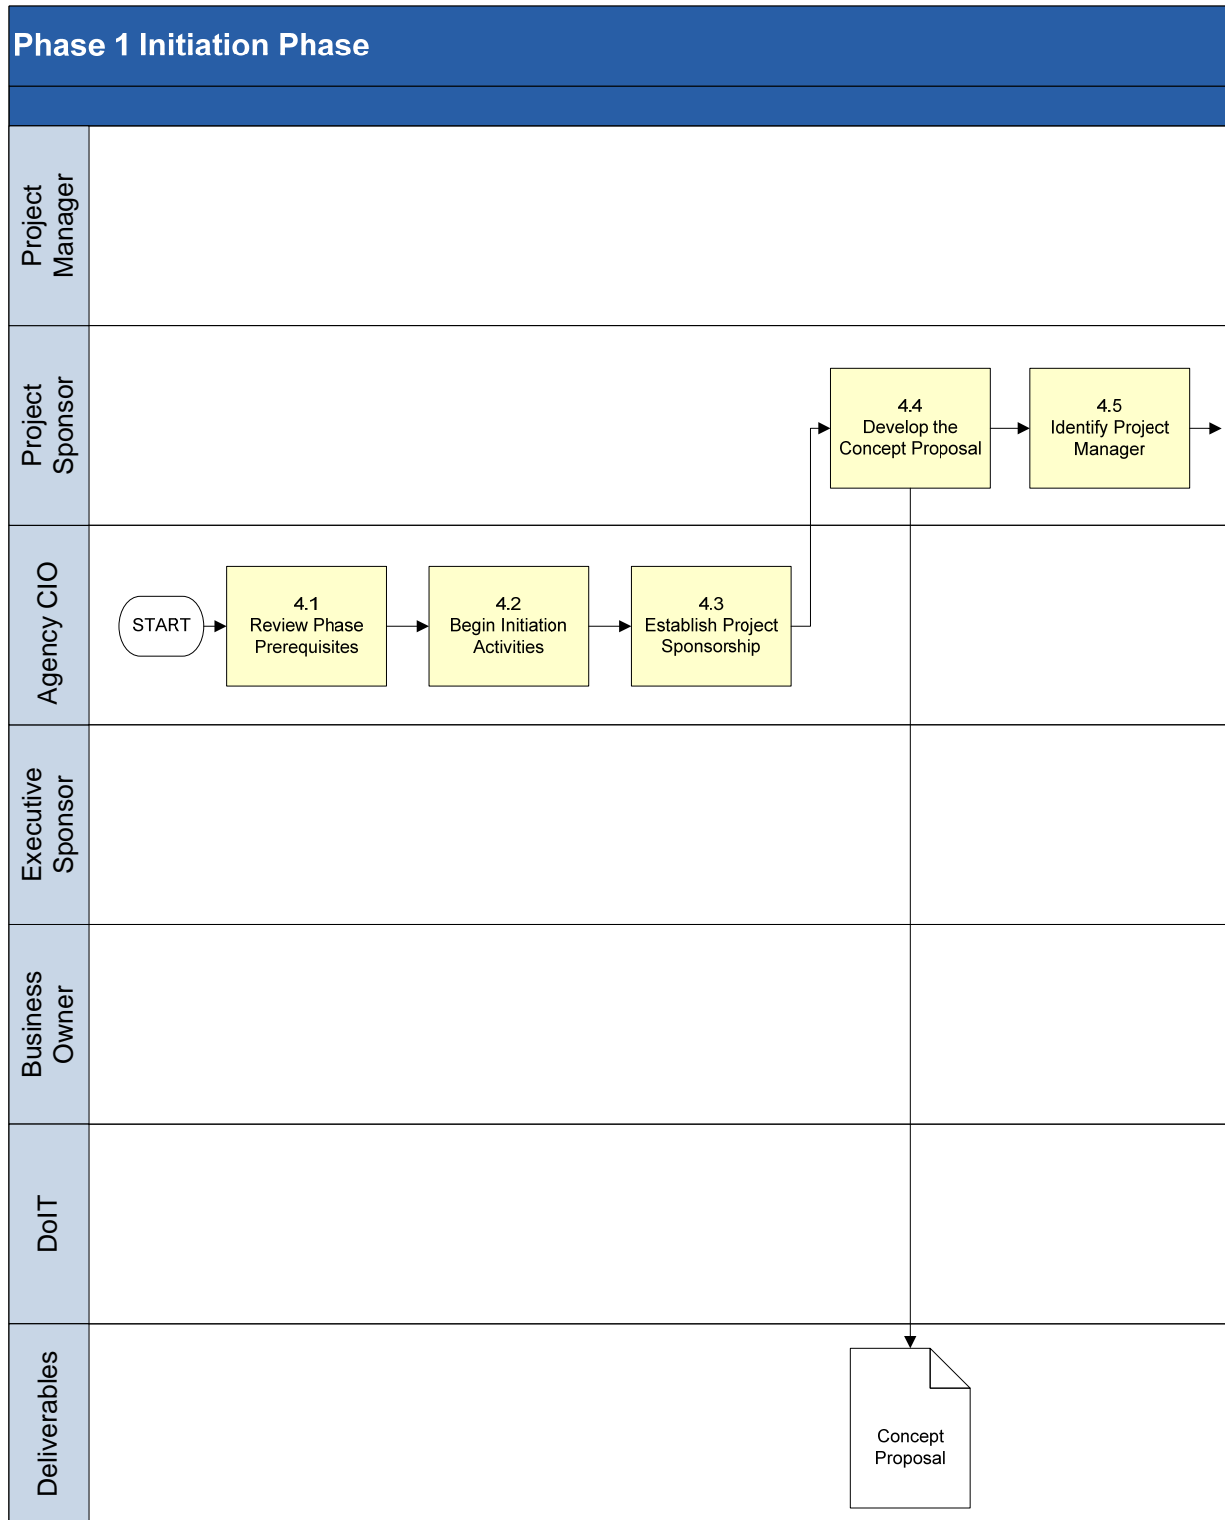 Phase 1 Initiation Phase
Project
Manager
Project
Sponsor
4.4
Develop the
Concept Proposal
4.5
Identify Project
Manager
Agency CIO
START
4.1
Review Phase
Prerequisites
4.2
Begin Initiation
Activities
4.3
Establish Project
Sponsorship
Executive
Sponsor
Business
Owner
DoIT
Deliverables
Concept
Proposal